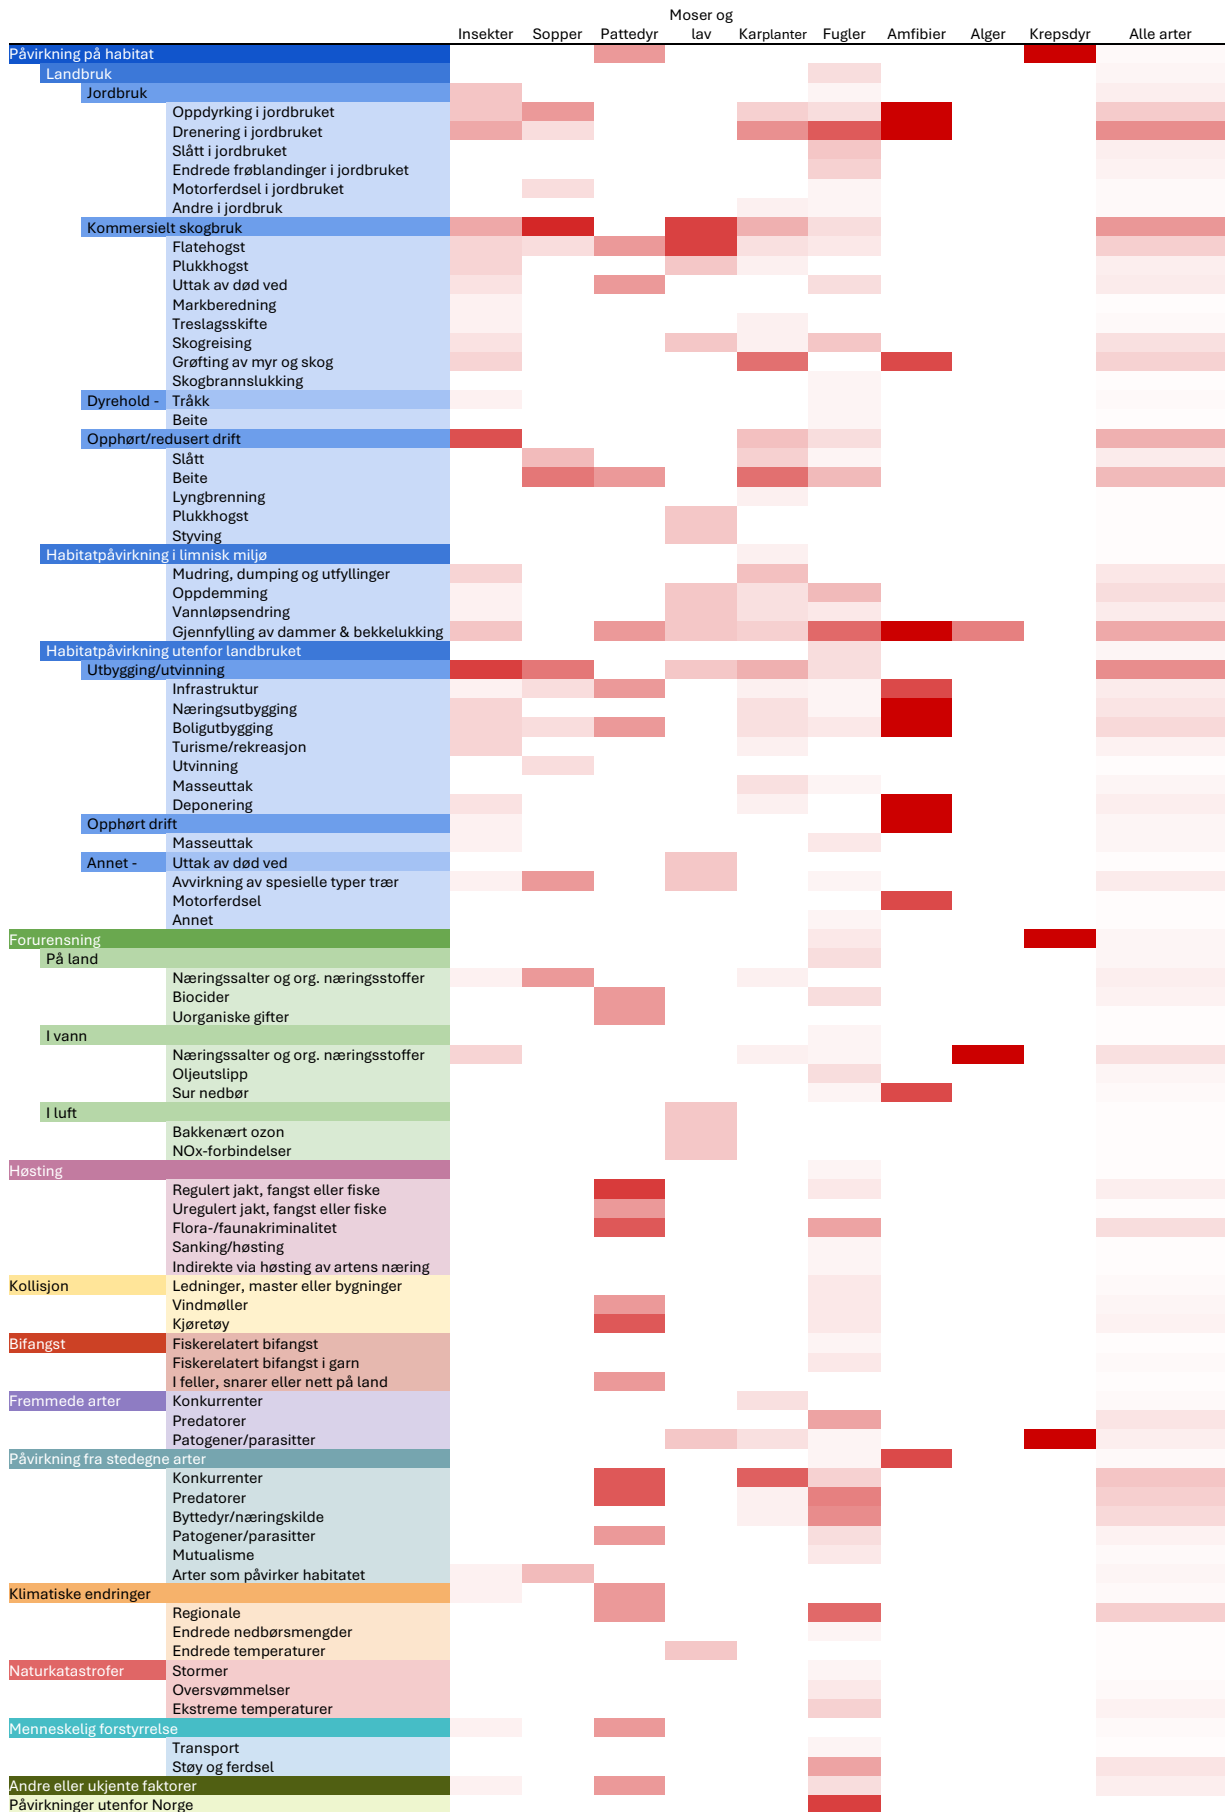 Moser og
Insekter Sopper Pattedyr lav Karplanter Fugler Amfibier Alger Krepsdyr Alle arter
Påvirkning på habitat
Landbruk
Jordbruk
Oppdyrking i jordbruket
Drenering i jordbruket
Slått i jordbruket
Endrede frøblandinger i jordbruket
Motorferdsel i jordbruket
Andre i jordbruk
Kommersielt skogbruk
Flatehogst
Plukkhogst
Uttak av død ved
Markberedning
Treslagsskifte
Skogreising
Grøfting av myr og skog
Skogbrannslukking
Dyrehold - Tråkk
Beite
Opphørt/redusert drift
Slått
Beite
Lyngbrenning
Plukkhogst
Styving
Habitatpåvirkning i limnisk miljø
Mudring, dumping og utfyllinger
Oppdemming
Vannløpsendring
Gjennfylling av dammer & bekkelukking
Habitatpåvirkning utenfor landbruket
Utbygging/utvinning
Infrastruktur
Næringsutbygging
Boligutbygging
Turisme/rekreasjon
Utvinning
Masseuttak
Deponering
Opphørt drift
Masseuttak
Annet - Uttak av død ved
Avvirkning av spesielle typer trær
Motorferdsel
Annet
Forurensning
På land
Næringssalter og org. næringsstoffer
Biocider
Uorganiske gifter
I vann
Næringssalter og org. næringsstoffer
Oljeutslipp
Sur nedbør
I luft
Bakkenært ozon
NOx-forbindelser
Høsting
Regulert jakt, fangst eller fiske
Uregulert jakt, fangst eller fiske
Flora-/faunakriminalitet
Sanking/høsting
Indirekte via høsting av artens næring
Kollisjon Ledninger, master eller bygninger
Vindmøller
Kjøretøy
Bifangst Fiskerelatert bifangst
Fiskerelatert bifangst i garn
I feller, snarer eller nett på land
Fremmede arter Konkurrenter
Predatorer
Patogener/parasitter
Påvirkning fra stedegne arter
Konkurrenter
Predatorer
Byttedyr/næringskilde
Patogener/parasitter
Mutualisme
Arter som påvirker habitatet
Klimatiske endringer
Regionale
Endrede nedbørsmengder
Endrede temperaturer
Naturkatastrofer Stormer
Oversvømmelser
Ekstreme temperaturer
Menneskelig forstyrrelse
Transport
Støy og ferdsel
Andre eller ukjente faktorer
Påvirkninger utenfor Norge